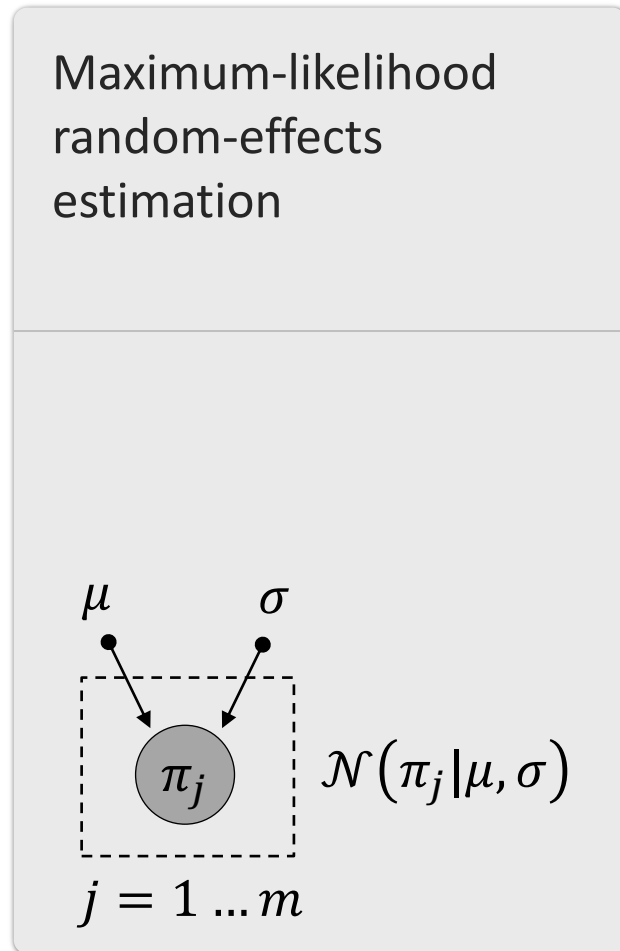 Maximum-likelihood
random-effects
estimation
μ σ
π_j 𝒩(π_j|μ, σ)
j = 1 … m